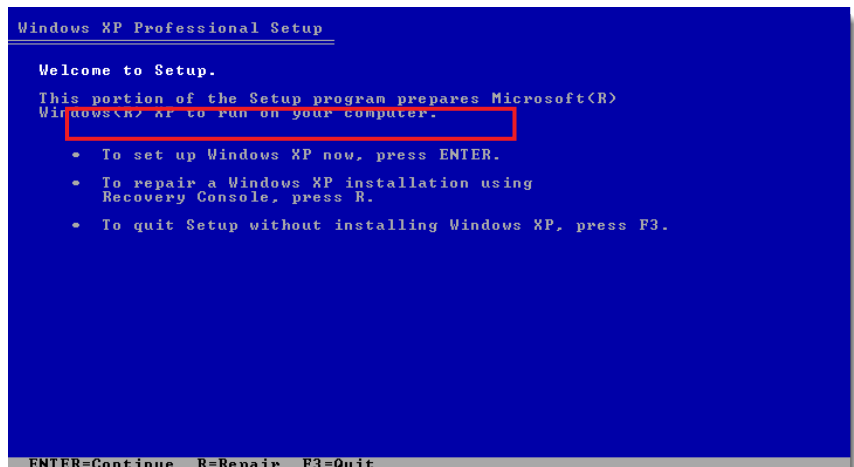 Windows XP Professional Setup
Welcome to Setup.
This portion of the Setup program prepares Microsoft(R)
Windows(R) XP to run on your computer.
• To set up Windows XP now, press ENTER.
• To repair a Windows XP installation using
Recovery Console, press R.
• To quit Setup without installing Windows XP, press F3.
ENTER=Continue R=Repair F3=Quit